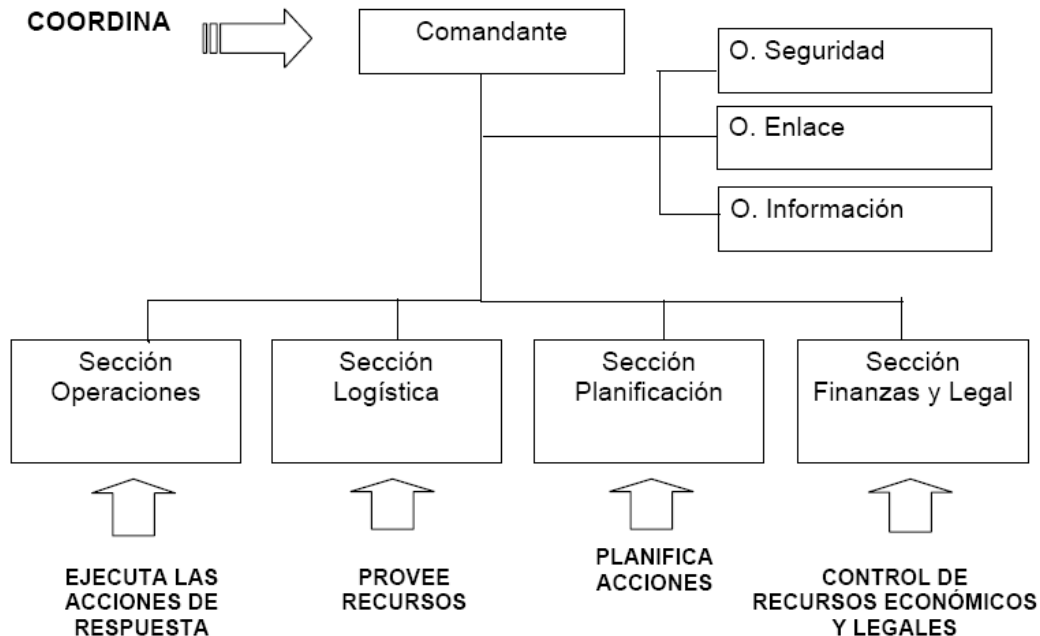 COORDINA
Comandante
O. Seguridad
O. Enlace
O. Información
Sección
Operaciones
Sección
Logística
Sección
Planificación
Sección
Finanzas y Legal
EJECUTA LAS
ACCIONES DE
RESPUESTA
PROVEE
RECURSOS
PLANIFICA
ACCIONES
CONTROL DE
RECURSOS ECONÓMICOS
Y LEGALES